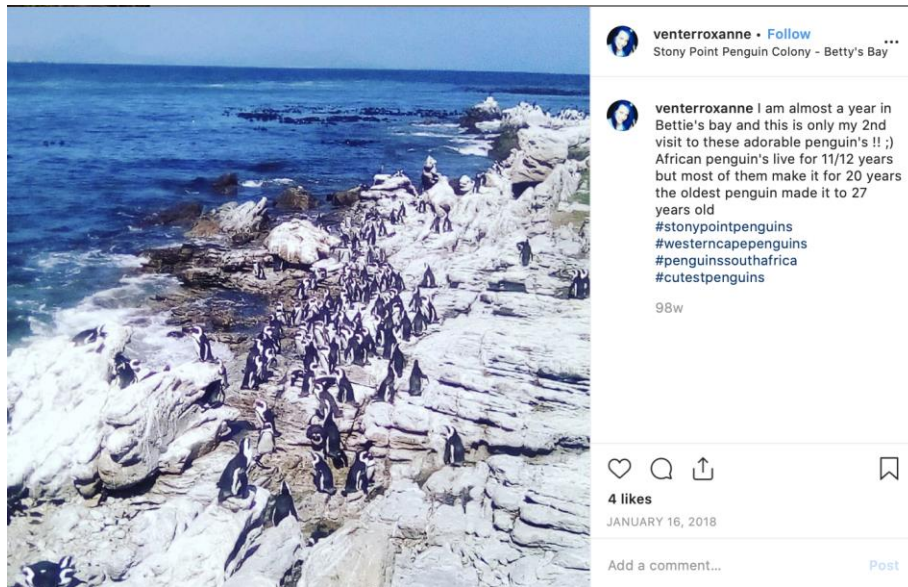 venterroxanne • Follow
Stony Point Penguin Colony - Betty's Bay
venterroxanne I am almost a year in
Bettie's bay and this is only my 2nd
visit to these adorable penguin's !! ;)
African penguin's live for 11/12 years
but most of them make it for 20 years
the oldest penguin made it to 27
years old
#stonypointpenguins
#westerncapepenguins
#penguinssouthafrica
#cutestpenguins
98w
4 likes
JANUARY 16, 2018
Add a comment...
Post